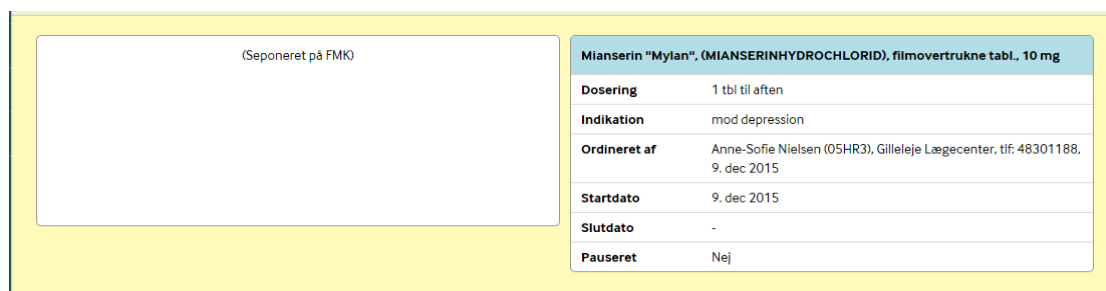 (Seponeret på FMK)
Mianserin "Mylan", (MIANSERINHYDROCHLORID), filmovertrukne tabl., 10 mg
Dosering 1 tbl til aften
Indikation mod depression
Ordineret af Anne-Sofie Nielsen (05HR3), Gilleleje Lægecenter, tlf: 48301188,
9. dec 2015
Startdato 9. dec 2015
Slutdato -
Pauseret Nej